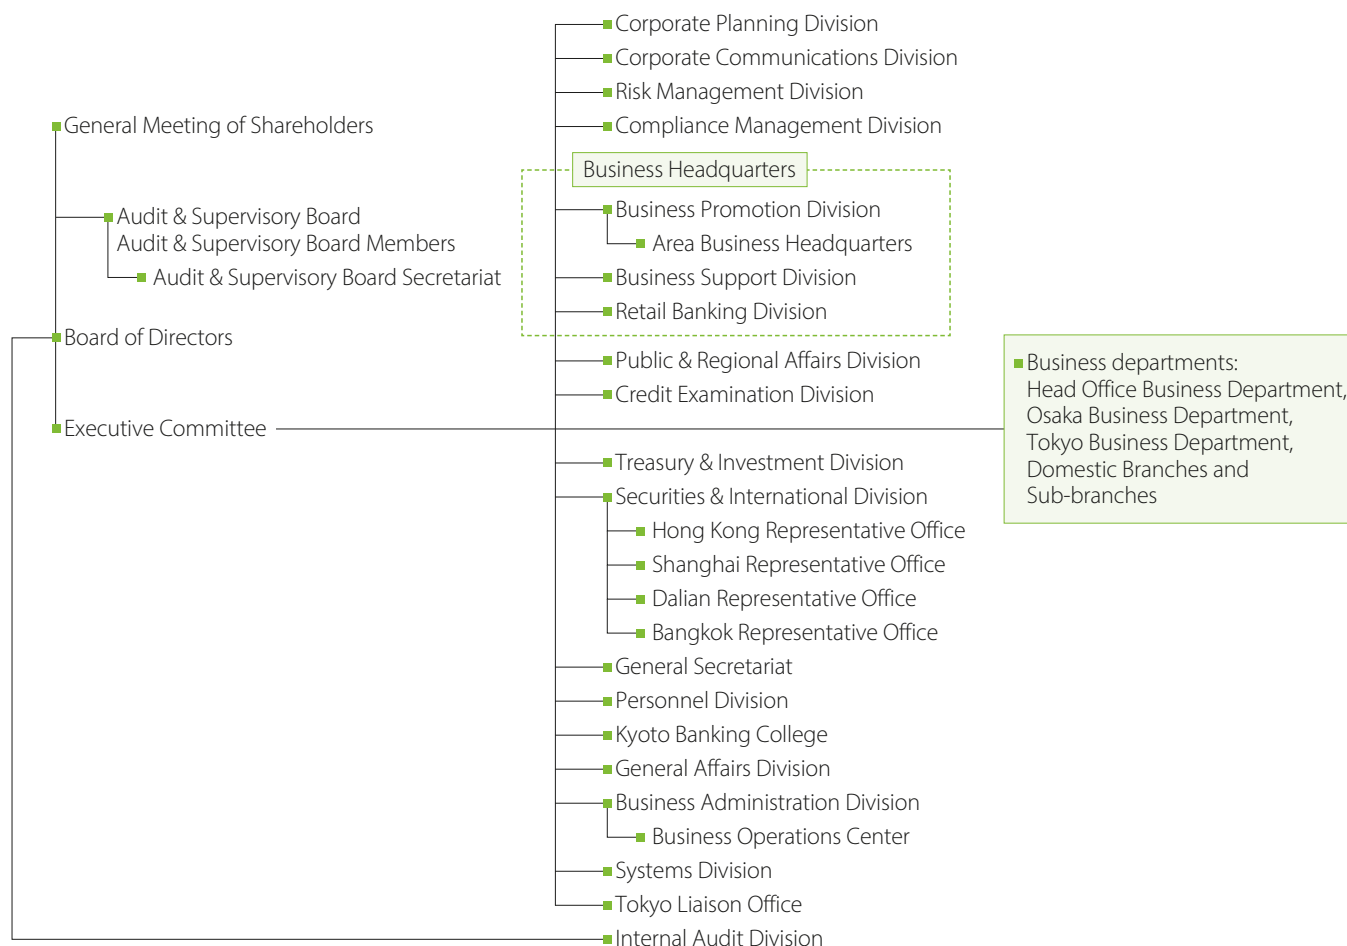 General Meeting of Shareholders
Audit & Supervisory Board
Audit & Supervisory Board Members
Audit & Supervisory Board Secretariat
Board of Directors
Executive Committee
Corporate Planning Division
Corporate Communications Division
Risk Management Division
Compliance Management Division
Business Headquarters
Business Promotion Division
Area Business Headquarters
Business Support Division
Retail Banking Division
Public & Regional Affairs Division
Credit Examination Division
Treasury & Investment Division
Securities & International Division
Hong Kong Representative Office
Shanghai Representative Office
Dalian Representative Office
Bangkok Representative Office
General Secretariat
Personnel Division
Kyoto Banking College
General Affairs Division
Business Administration Division
Business Operations Center
Systems Division
Tokyo Liaison Office
Internal Audit Division
Business departments:
Head Office Business Department,
Osaka Business Department,
Tokyo Business Department,
Domestic Branches and
Sub-branches